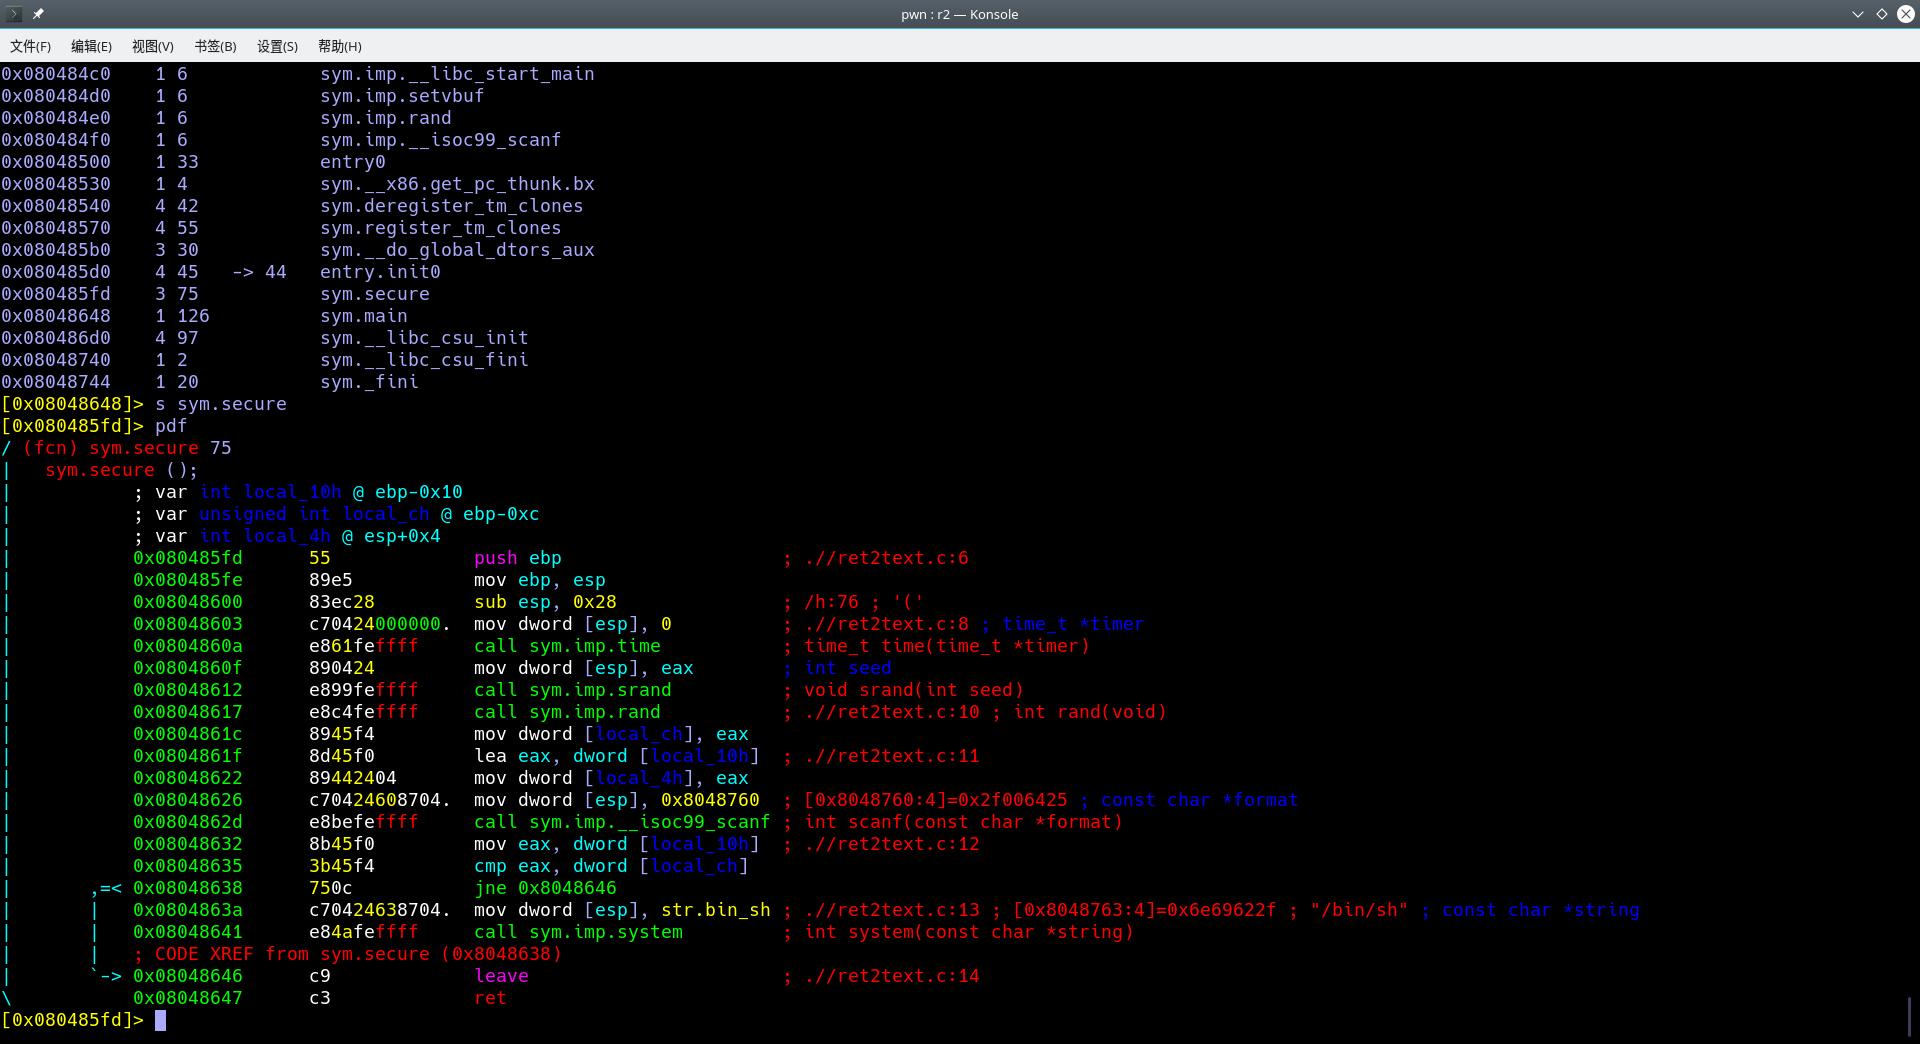 pwn : r2 — Konsole
文件(F) 编辑(E) 视图(V) 书签(B) 设置(S) 帮助(H)
0x080484c0    1 6            sym.imp.__libc_start_main
0x080484d0    1 6            sym.imp.setvbuf
0x080484e0    1 6            sym.imp.rand
0x080484f0    1 6            sym.imp.__isoc99_scanf
0x08048500    1 33           entry0
0x08048530    1 4            sym.__x86.get_pc_thunk.bx
0x08048540    4 42           sym.deregister_tm_clones
0x08048570    4 55           sym.register_tm_clones
0x080485b0    3 30           sym.__do_global_dtors_aux
0x080485d0    4 45   -> 44   entry.init0
0x080485fd    3 75           sym.secure
0x08048648    1 126          sym.main
0x080486d0    4 97           sym.__libc_csu_init
0x08048740    1 2            sym.__libc_csu_fini
0x08048744    1 20           sym._fini
[0x08048648]> s sym.secure
[0x080485fd]> pdf
/ (fcn) sym.secure 75
|   sym.secure ();
|           ; var int local_10h @ ebp-0x10
|           ; var unsigned int local_ch @ ebp-0xc
|           ; var int local_4h @ esp+0x4
|           0x080485fd      55             push ebp                    ; .//ret2text.c:6
|           0x080485fe      89e5           mov ebp, esp
|           0x08048600      83ec28         sub esp, 0x28               ; /h:76 ; '('
|           0x08048603      c70424000000.  mov dword [esp], 0          ; .//ret2text.c:8 ; time_t *timer
|           0x0804860a      e861feffff     call sym.imp.time           ; time_t time(time_t *timer)
|           0x0804860f      890424         mov dword [esp], eax        ; int seed
|           0x08048612      e899feffff     call sym.imp.srand          ; void srand(int seed)
|           0x08048617      e8c4feffff     call sym.imp.rand           ; .//ret2text.c:10 ; int rand(void)
|           0x0804861c      8945f4         mov dword [local_ch], eax
|           0x0804861f      8d45f0         lea eax, dword [local_10h]  ; .//ret2text.c:11
|           0x08048622      89442404       mov dword [local_4h], eax
|           0x08048626      c70424608704.  mov dword [esp], 0x8048760  ; [0x8048760:4]=0x2f006425 ; const char *format
|           0x0804862d      e8befeffff     call sym.imp.__isoc99_scanf ; int scanf(const char *format)
|           0x08048632      8b45f0         mov eax, dword [local_10h]  ; .//ret2text.c:12
|           0x08048635      3b45f4         cmp eax, dword [local_ch]
|       ,=< 0x08048638      750c           jne 0x8048646
|       |   0x0804863a      c70424638704.  mov dword [esp], str.bin_sh ; .//ret2text.c:13 ; [0x8048763:4]=0x6e69622f ; "/bin/sh" ; const char *string
|       |   0x08048641      e84afeffff     call sym.imp.system         ; int system(const char *string)
|       |   ; CODE XREF from sym.secure (0x8048638)
|       `-> 0x08048646      c9             leave                       ; .//ret2text.c:14
\           0x08048647      c3             ret
[0x080485fd]>